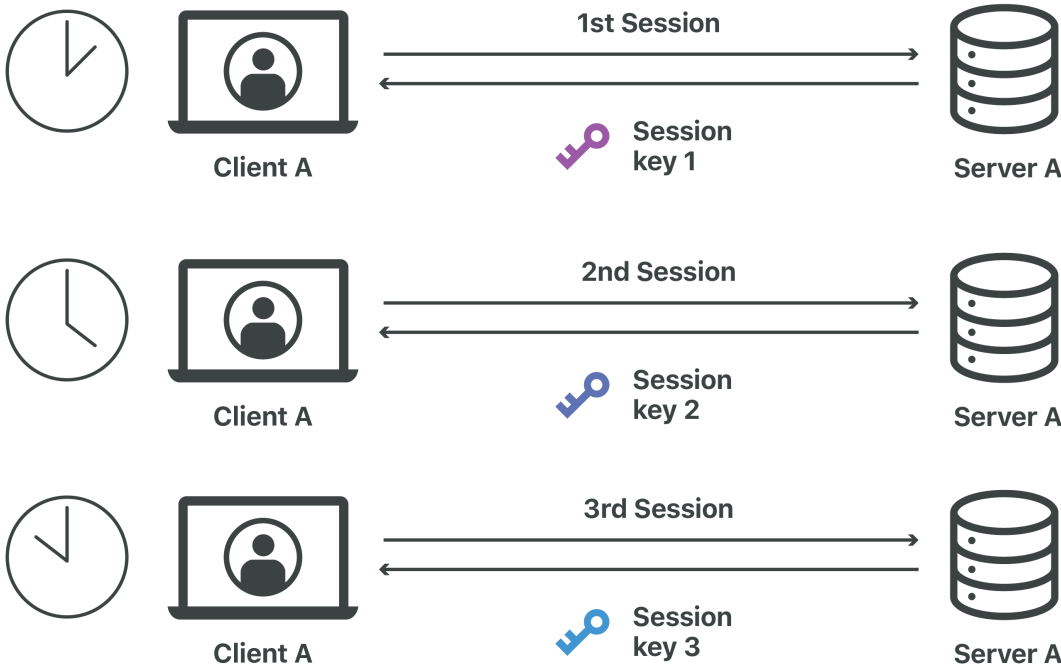 1st Session
Session
key 1
Client A
Server A
2nd Session
Session
key 2
Client A
Server A
3rd Session
Session
key 3
Client A
Server A